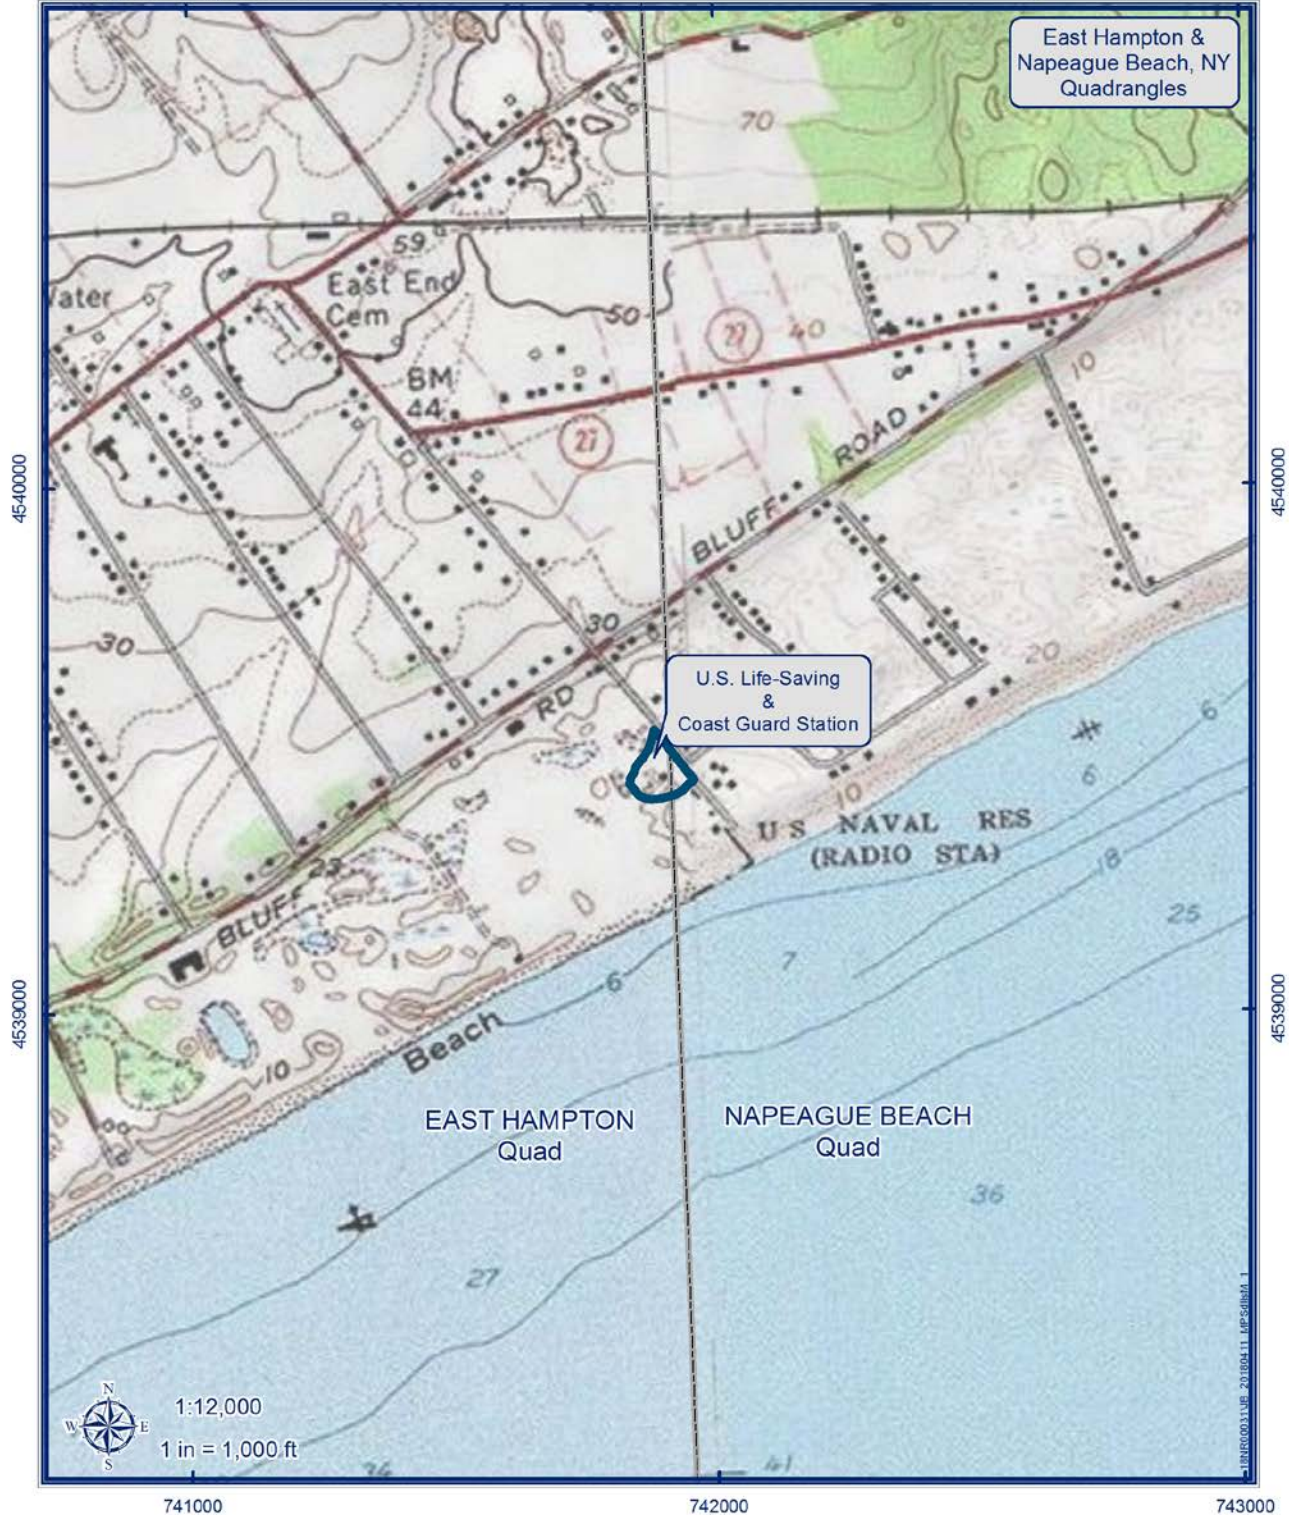 East Hampton &
Napeague Beach, NY
Quadrangles
70
59
East End
Cem
ater
50
27
40
BM
44
10
27
ROAD
BLUFF
4540000
4540000
30
30
20
U.S. Life-Saving
&
Coast Guard Station
RD
6
6
10
U S NAVAL RES
(RADIO STA)
18
23
BLUFF
25
7
6
4539000
4539000
Beach
10
EAST HAMPTON
Quad
NAPEAGUE BEACH
Quad
36
27
N
W E
S
1:12,000
1 in = 1,000 ft
41
741000
742000
743000